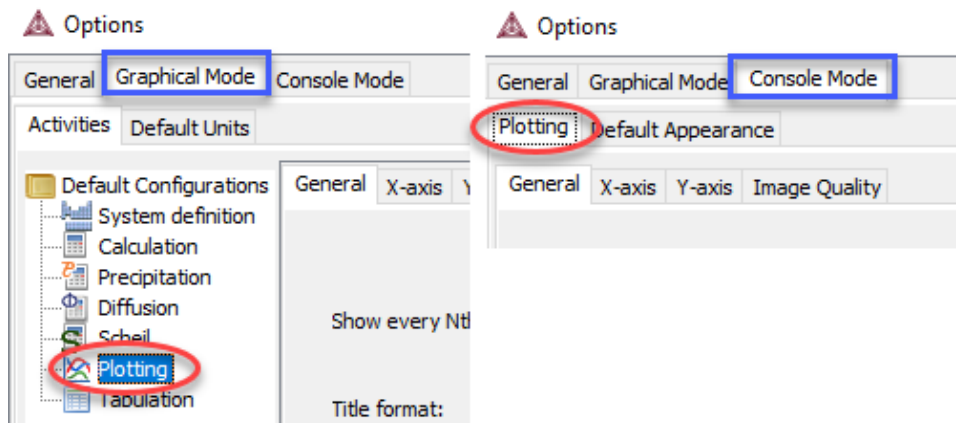 Options
General Graphical Mode Console Mode
Activities Default Units
Default Configurations
System definition
Calculation
Precipitation
Diffusion
Scheil
Plotting
Tabulation
General X-axis Y
Show every Nt
Title format:
Options
General Graphical Mode Console Mode
Plotting Default Appearance
General X-axis Y-axis Image Quality